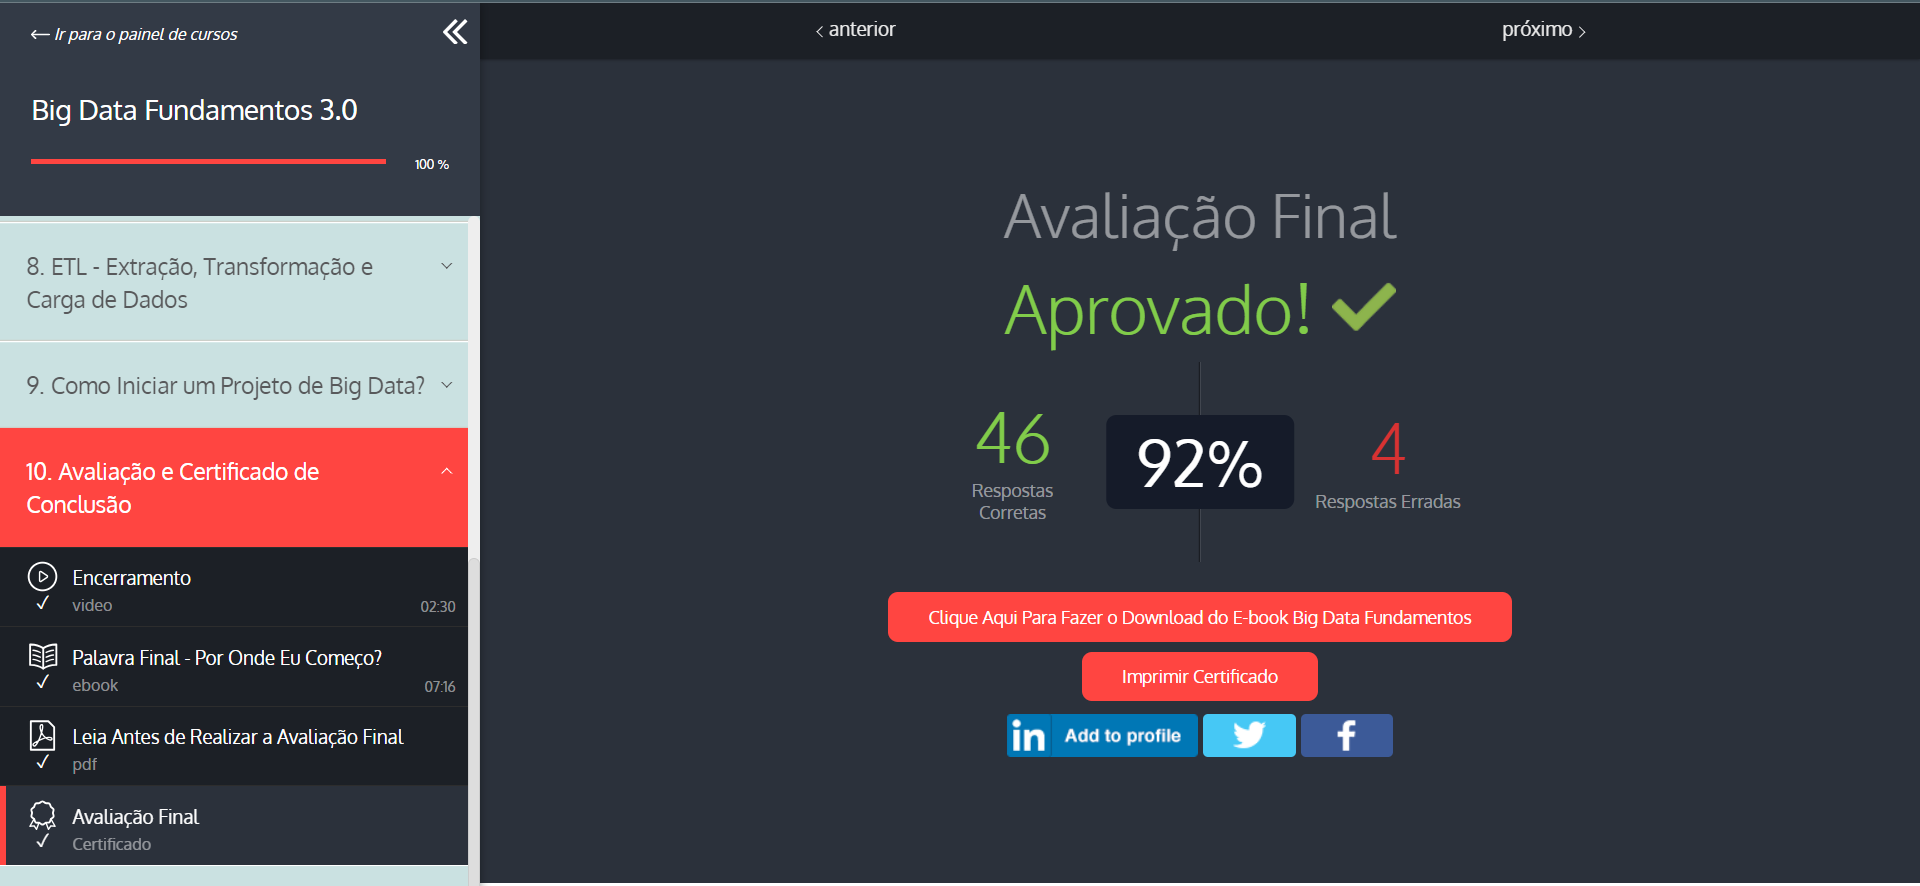 Ir para o painel de cursos
Big Data Fundamentos 3.0
100 %
8. ETL - Extração, Transformação e
Carga de Dados
9. Como Iniciar um Projeto de Big Data?
10. Avaliação e Certificado de
Conclusão
Encerramento
video
02:30
Palavra Final - Por Onde Eu Começo?
ebook
07:16
Leia Antes de Realizar a Avaliação Final
pdf
Avaliação Final
Certificado
anterior
próximo
Avaliação Final
Aprovado!
46
Respostas
Corretas
92%
4
Respostas Erradas
Clique Aqui Para Fazer o Download do E-book Big Data Fundamentos
Imprimir Certificado
in Add to profile
f